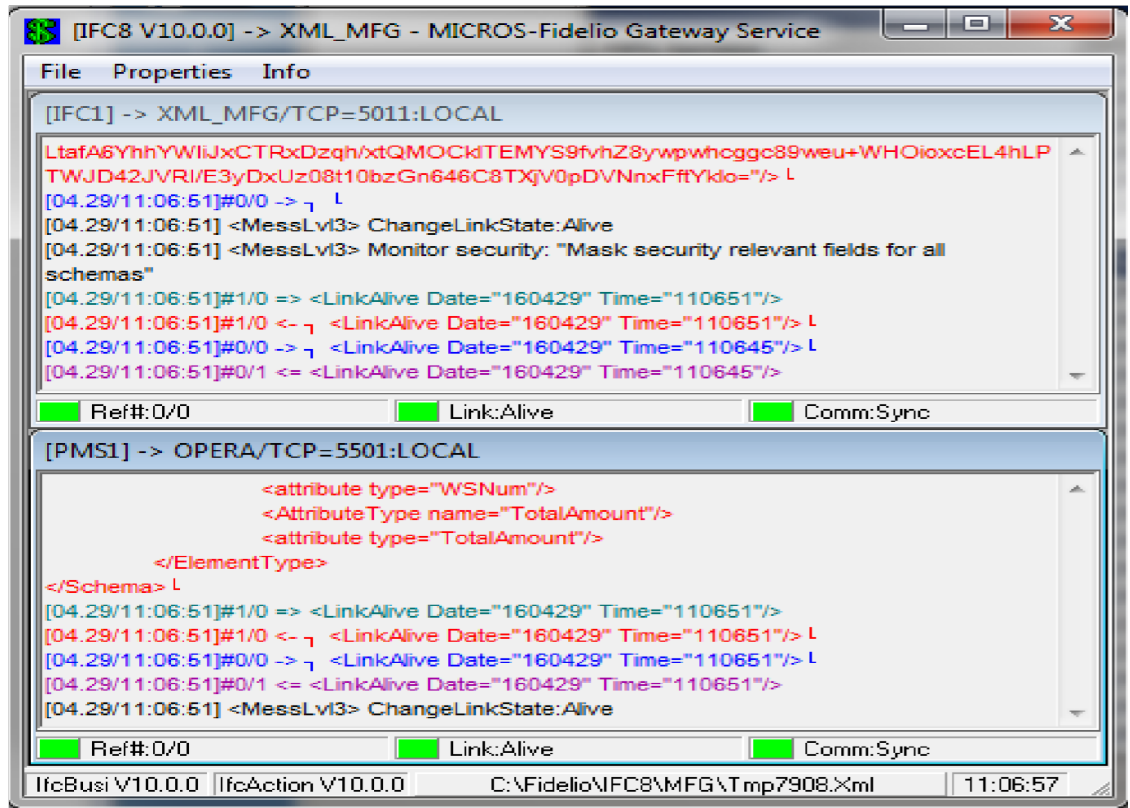 [IFC8 V10.0.0] -> XML_MFG - MICROS-Fidelio Gateway Service
File Properties Info
[IFC1] -> XML_MFG/TCP=5011:LOCAL
LtafA6YhhYWIiJxCTRxDzqh/xtQMOCkITEMYS9fvhZ8ywpwhcggc89weu+WHOioxcEL4hLP
TWJD42JVRI/E3yDxUz08t10bzGn646C8TXjV0pDVNnxFftYklo="/> └
[04.29/11:06:51]#0/0 -> ┐ └
[04.29/11:06:51] <MessLvl3> ChangeLinkState:Alive
[04.29/11:06:51] <MessLvl3> Monitor security: "Mask security relevant fields for all
schemas"
[04.29/11:06:51]#1/0 => <LinkAlive Date="160429" Time="110651"/>
[04.29/11:06:51]#1/0 <- ┐ <LinkAlive Date="160429" Time="110651"/> └
[04.29/11:06:51]#0/0 -> ┐ <LinkAlive Date="160429" Time="110645"/> └
[04.29/11:06:51]#0/1 <= <LinkAlive Date="160429" Time="110645"/>
Ref#:0/0 Link:Alive Comm:Sync
[PMS1] -> OPERA/TCP=5501:LOCAL
<attribute type="WSNum"/>
<AttributeType name="TotalAmount"/>
<attribute type="TotalAmount"/>
</ElementType>
</Schema> └
[04.29/11:06:51]#1/0 => <LinkAlive Date="160429" Time="110651"/>
[04.29/11:06:51]#1/0 <- ┐ <LinkAlive Date="160429" Time="110651"/> └
[04.29/11:06:51]#0/0 -> ┐ <LinkAlive Date="160429" Time="110651"/> └
[04.29/11:06:51]#0/1 <= <LinkAlive Date="160429" Time="110651"/>
[04.29/11:06:51] <MessLvl3> ChangeLinkState:Alive
Ref#:0/0 Link:Alive Comm:Sync
IfcBusi V10.0.0 IfcAction V10.0.0 C:\Fidelio\IFC8\MFG\Tmp7908.Xml 11:06:57